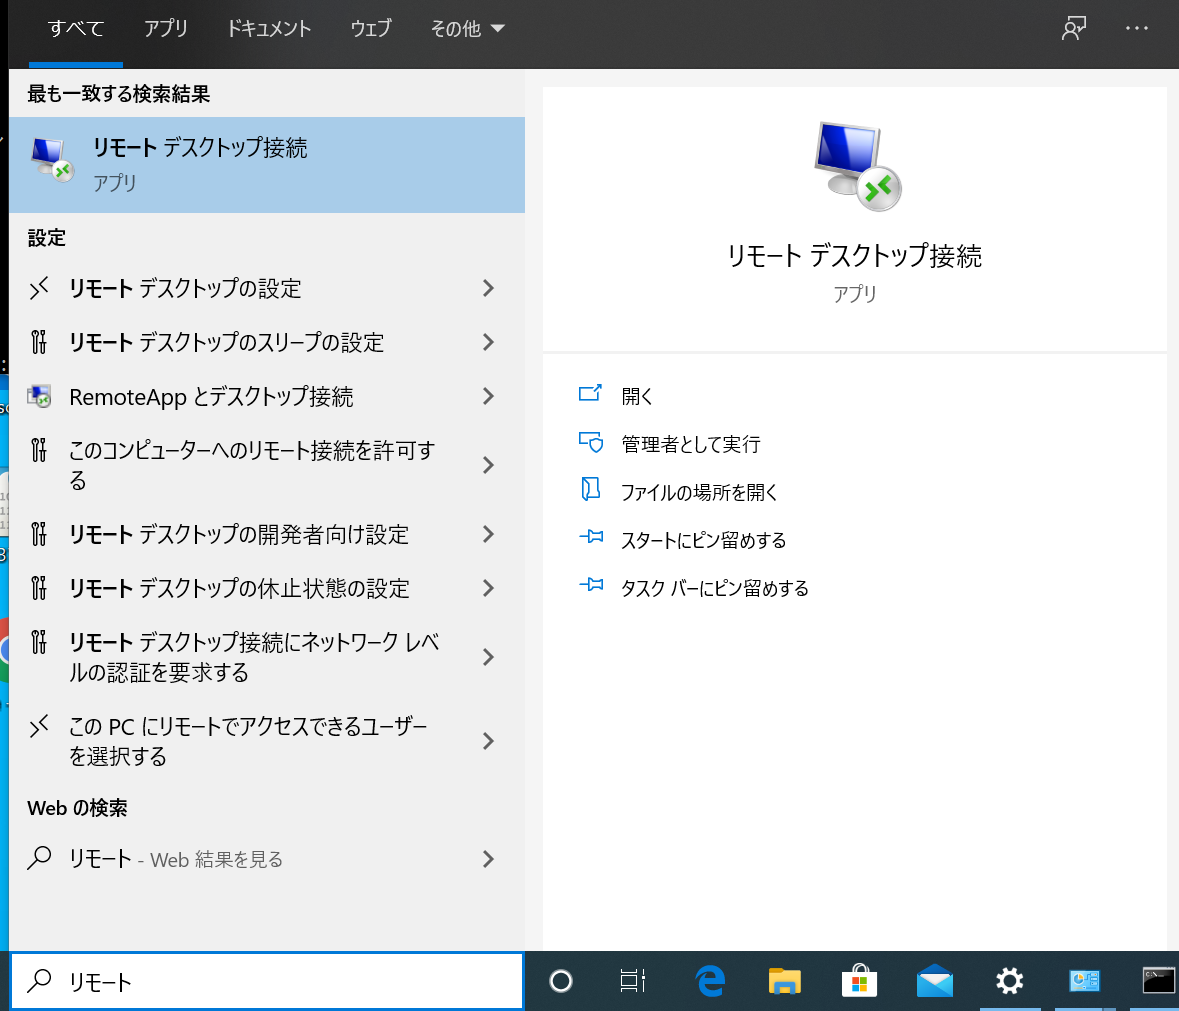 すべて アプリ ドキュメント ウェブ その他
最も一致する検索結果
リモート デスクトップ接続
アプリ
設定
リモート デスクトップの設定
リモート デスクトップのスリープの設定
RemoteApp とデスクトップ接続
このコンピューターへのリモート接続を許可す
る
リモート デスクトップの開発者向け設定
リモート デスクトップの休止状態の設定
リモート デスクトップ接続にネットワーク レベ
ルの認証を要求する
この PC にリモートでアクセスできるユーザー
を選択する
Web の検索
リモート - Web 結果を見る
リモート
リモート デスクトップ接続
アプリ
開く
管理者として実行
ファイルの場所を開く
スタートにピン留めする
タスク バーにピン留めする